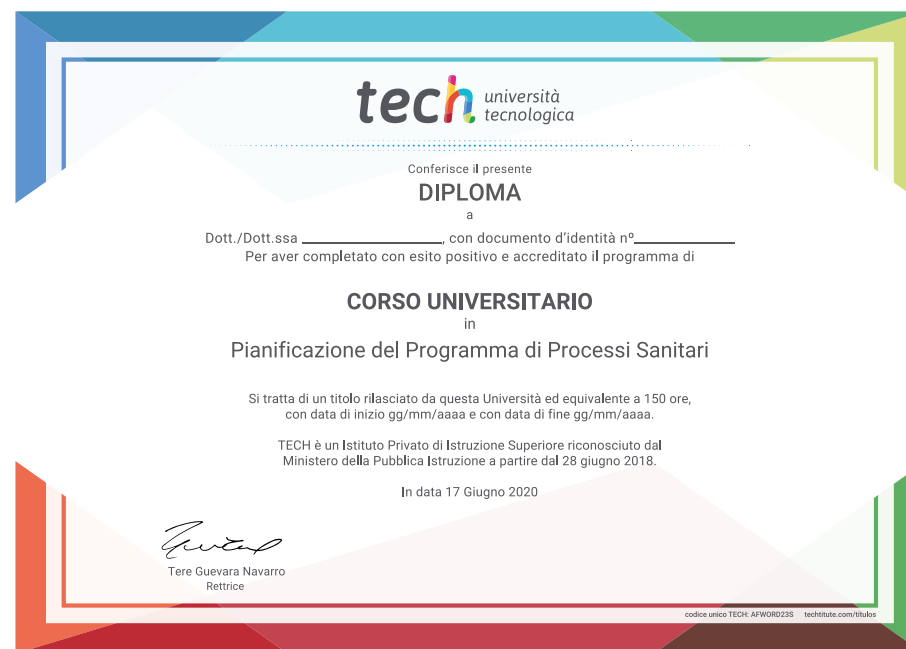 tech università
tecnologica
Conferisce il presente
DIPLOMA
a
Dott./Dott.ssa ____________________, con documento d'identità nº______________
Per aver completato con esito positivo e accreditato il programma di
CORSO UNIVERSITARIO
in
Pianificazione del Programma di Processi Sanitari
Si tratta di un titolo rilasciato da questa Università ed equivalente a 150 ore,
con data di inizio gg/mm/aaaa e con data di fine gg/mm/aaaa.
TECH è un Istituto Privato di Istruzione Superiore riconosciuto dal
Ministero della Pubblica Istruzione a partire dal 28 giugno 2018.
In data 17 Giugno 2020
Tere Guevara Navarro
Rettrice
codice unico TECH: AFWORD23S techtitute.com/titulos